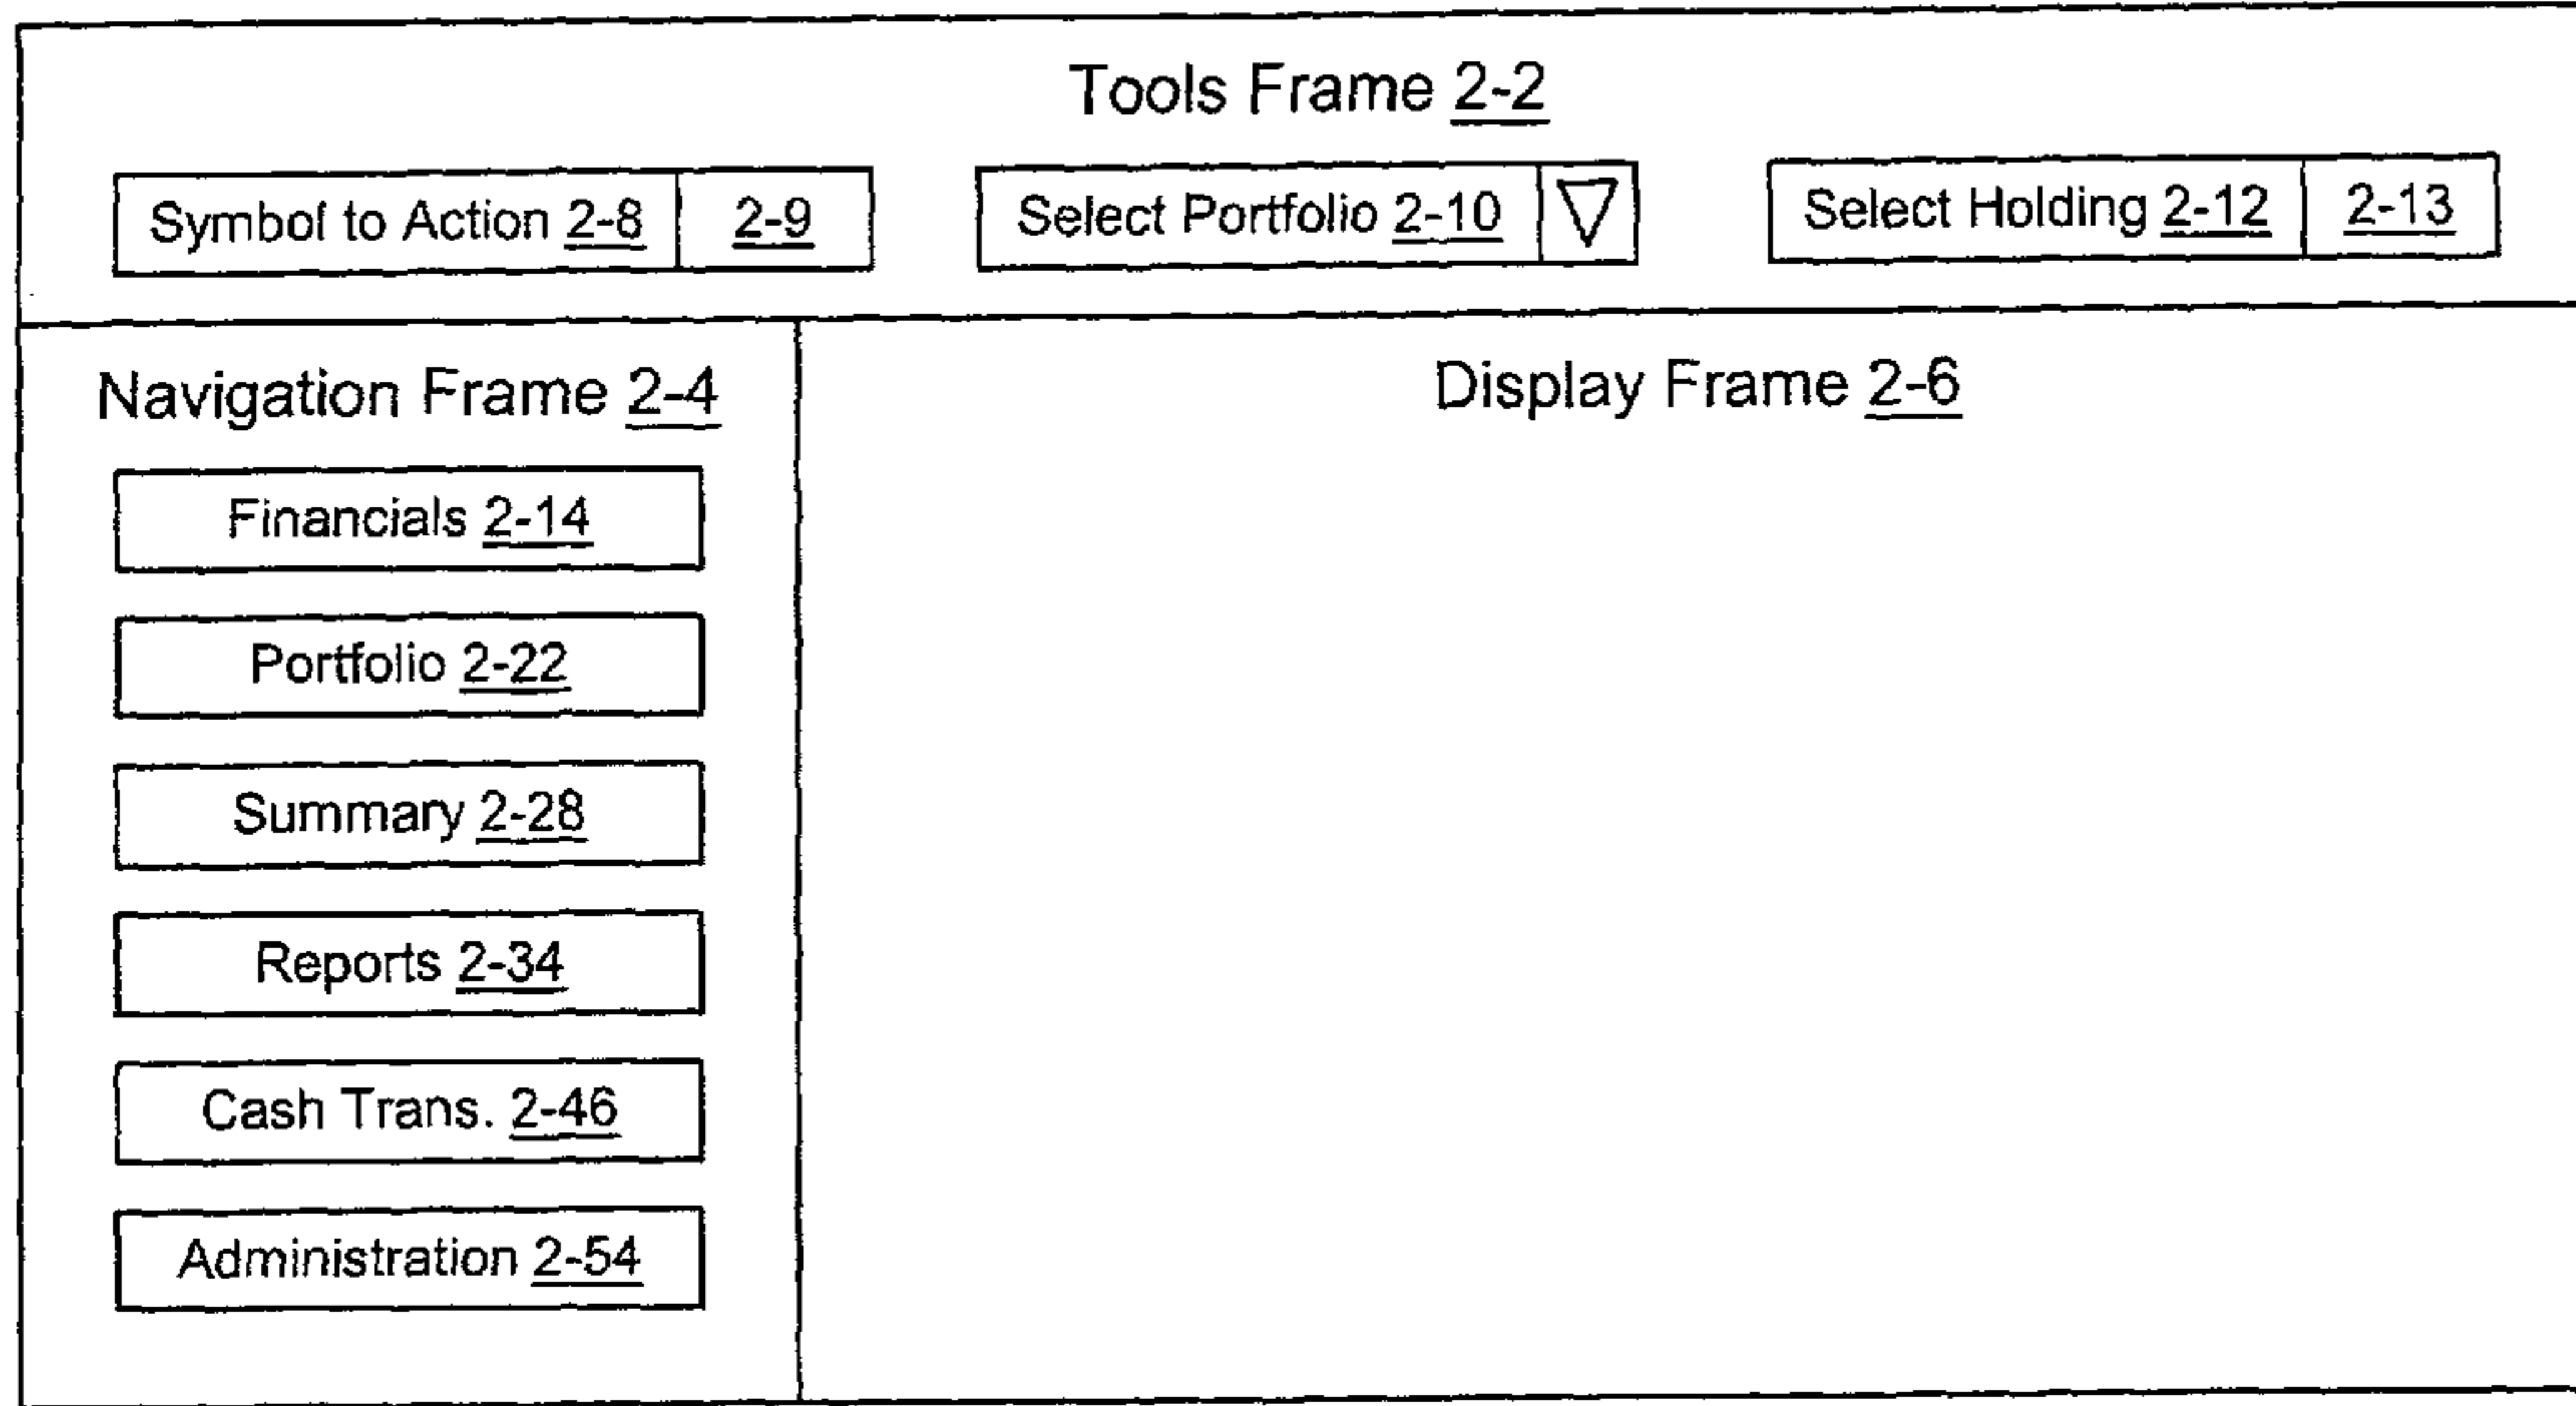 Tools Frame 2-2
Symbol to Action 2-8 2-9 Select Portfolio 2-10 Select Holding 2-12 2-13
Navigation Frame 2-4
Display Frame 2-6
Financials 2-14
Portfolio 2-22
Summary 2-28
Reports 2-34
Cash Trans. 2-46
Administration 2-54